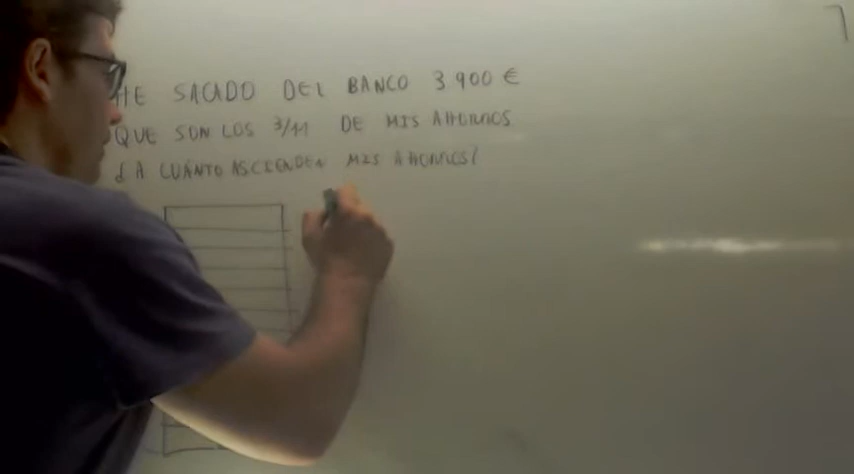 HE SACADO DEL BANCO 3 900 €
QUE SON LOS 3/11 DE MIS AHORROS
¿A CUÁNTO ASCIENDEN MIS AHORROS?